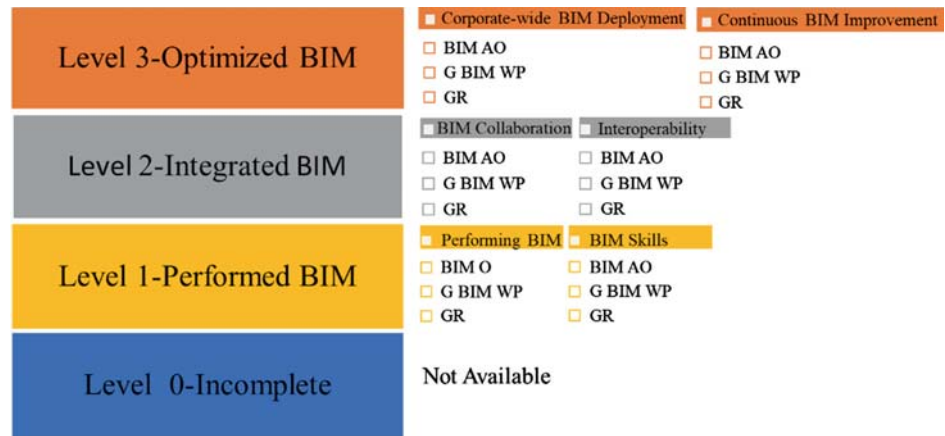 Level 3-Optimized BIM
Corporate-wide BIM Deployment
BIM AO
G BIM WP
GR
Continuous BIM Improvement
BIM AO
G BIM WP
GR
Level 2-Integrated BIM
BIM Collaboration
BIM AO
G BIM WP
GR
Interoperability
BIM AO
G BIM WP
GR
Level 1-Performed BIM
Performing BIM
BIM O
G BIM WP
GR
BIM Skills
BIM AO
G BIM WP
GR
Level 0-Incomplete
Not Available